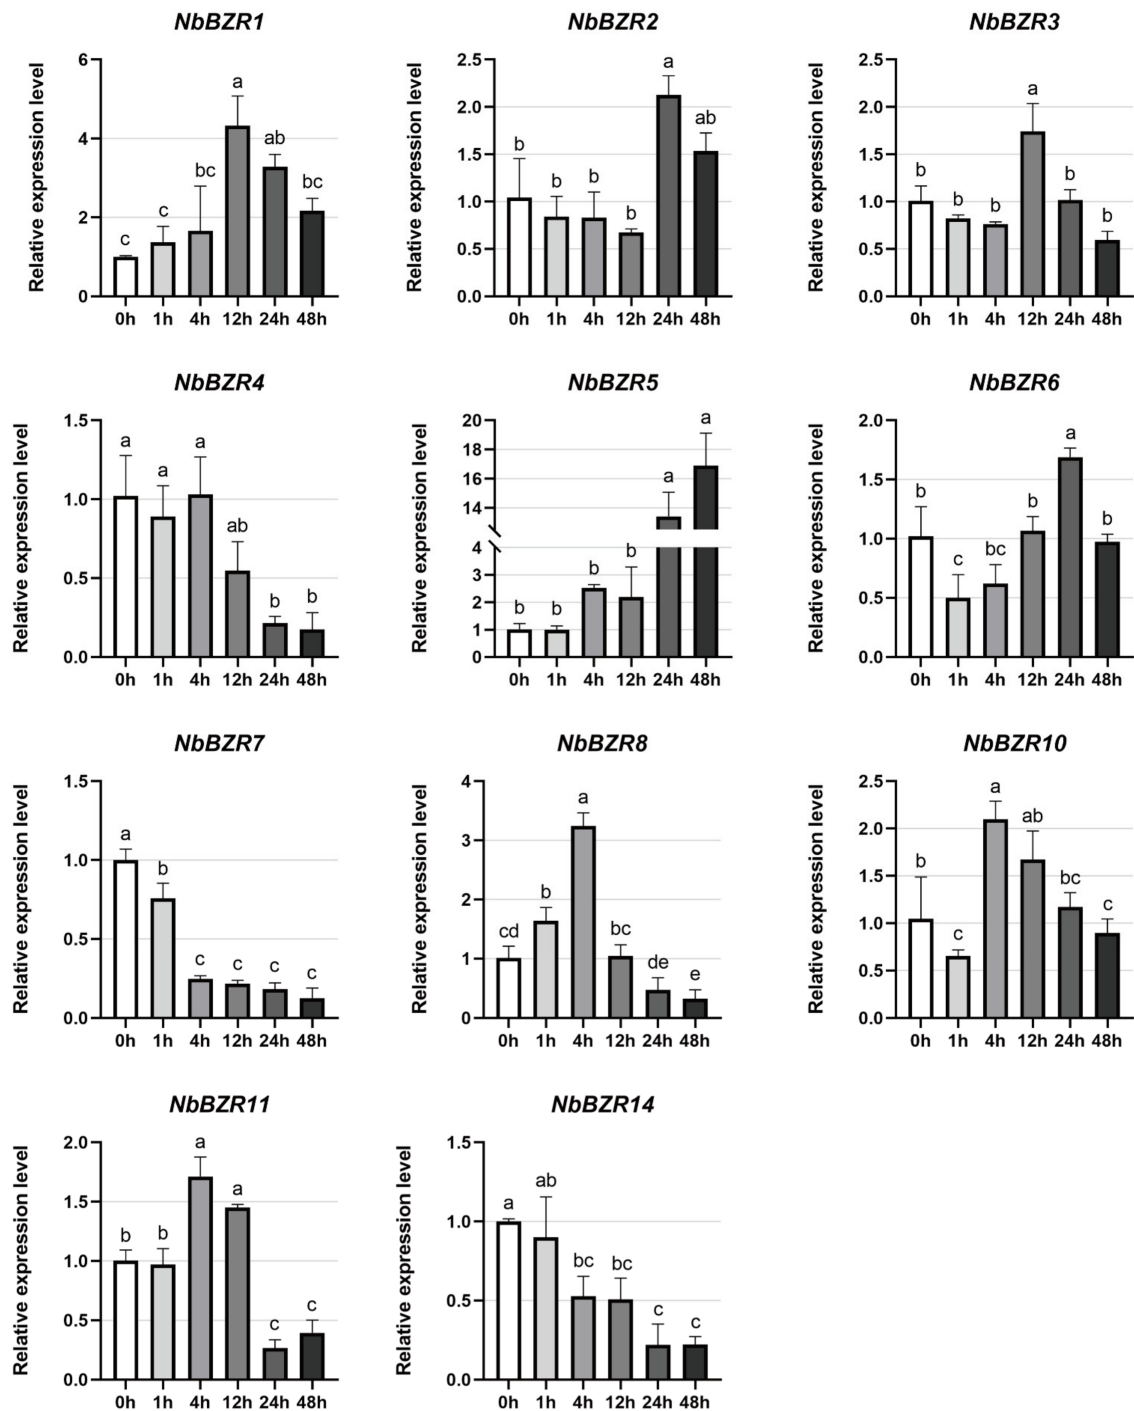 NbBZR1
Relative expression level
6
4
2
0
c
c
bc
a
ab
bc
0h 1h 4h 12h 24h 48h
NbBZR2
Relative expression level
2.5
2.0
1.5
1.0
0.5
0.0
b
b
b
b
a
ab
0h 1h 4h 12h 24h 48h
NbBZR3
Relative expression level
2.5
2.0
1.5
1.0
0.5
0.0
b
b
b
a
b
b
0h 1h 4h 12h 24h 48h
NbBZR4
Relative expression level
1.5
1.0
0.5
0.0
a
a
a
ab
b
b
0h 1h 4h 12h 24h 48h
NbBZR5
Relative expression level
20
18
16
14
4
3
2
1
0
b
b
b
b
a
a
0h 1h 4h 12h 24h 48h
NbBZR6
Relative expression level
2.0
1.5
1.0
0.5
0.0
b
c
bc
b
a
b
0h 1h 4h 12h 24h 48h
NbBZR7
Relative expression level
1.5
1.0
0.5
0.0
a
b
c
c
c
c
0h 1h 4h 12h 24h 48h
NbBZR8
Relative expression level
4
3
2
1
0
cd
b
a
bc
de
e
0h 1h 4h 12h 24h 48h
NbBZR10
Relative expression level
2.5
2.0
1.5
1.0
0.5
0.0
b
c
a
ab
bc
c
0h 1h 4h 12h 24h 48h
NbBZR11
Relative expression level
2.0
1.5
1.0
0.5
0.0
b
b
a
a
c
c
0h 1h 4h 12h 24h 48h
NbBZR14
Relative expression level
1.5
1.0
0.5
0.0
a
ab
bc
bc
c
c
0h 1h 4h 12h 24h 48h